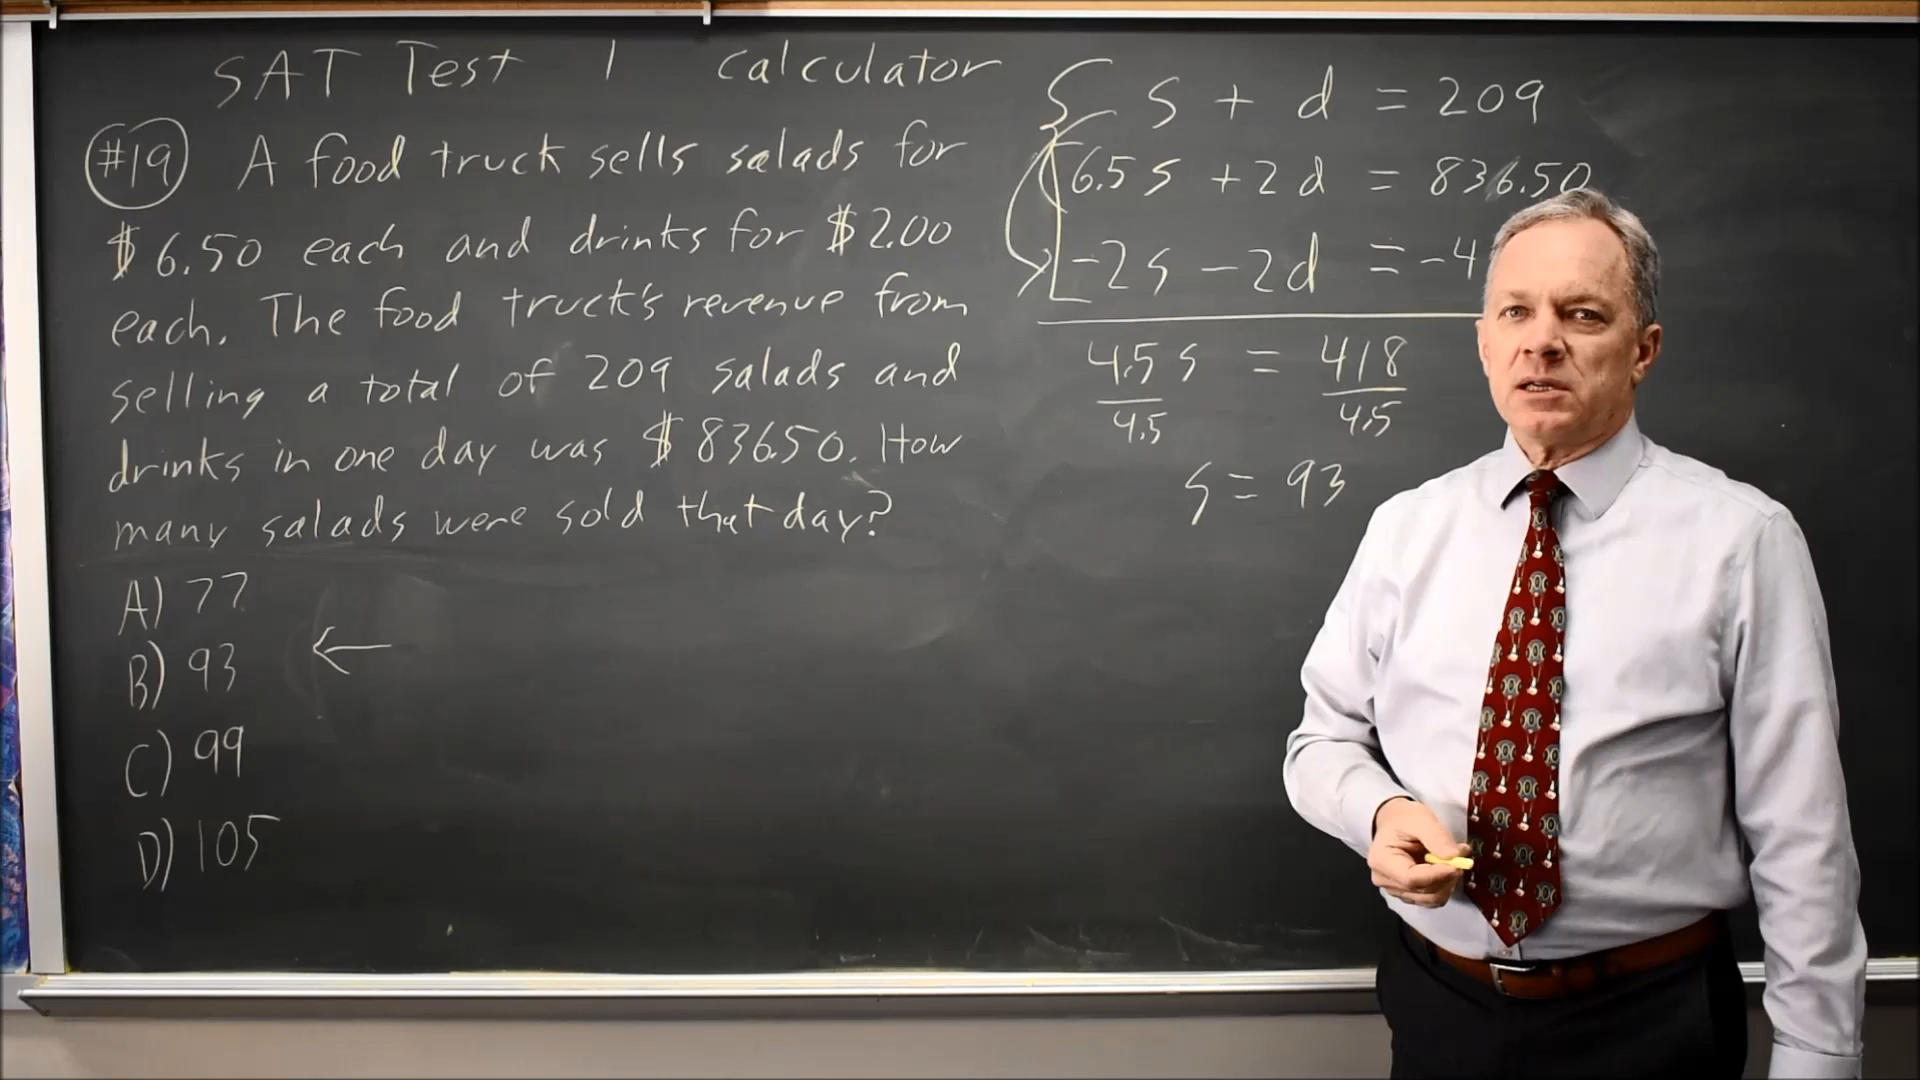 SAT Test 1 calculator
#19 A food truck sells salads for
$6.50 each and drinks for $2.00
each. The food truck's revenue from
selling a total of 209 salads and
drinks in one day was $836.50. How
many salads were sold that day?
A) 77
B) 93 ←
C) 99
D) 105
s + d = 209
6.5s + 2d = 836.50
-2s - 2d = -4
4.5s = 418
4.5 4.5
s = 93